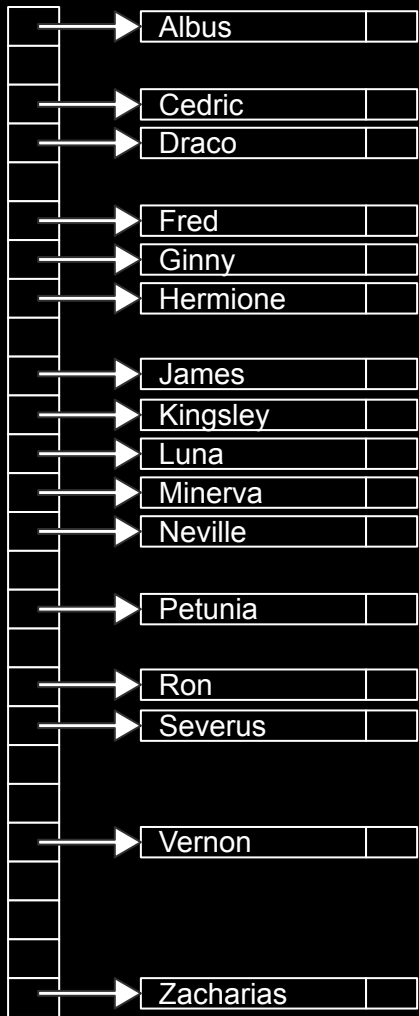 Albus
Cedric
Draco
Fred
Ginny
Hermione
James
Kingsley
Luna
Minerva
Neville
Petunia
Ron
Severus
Vernon
Zacharias